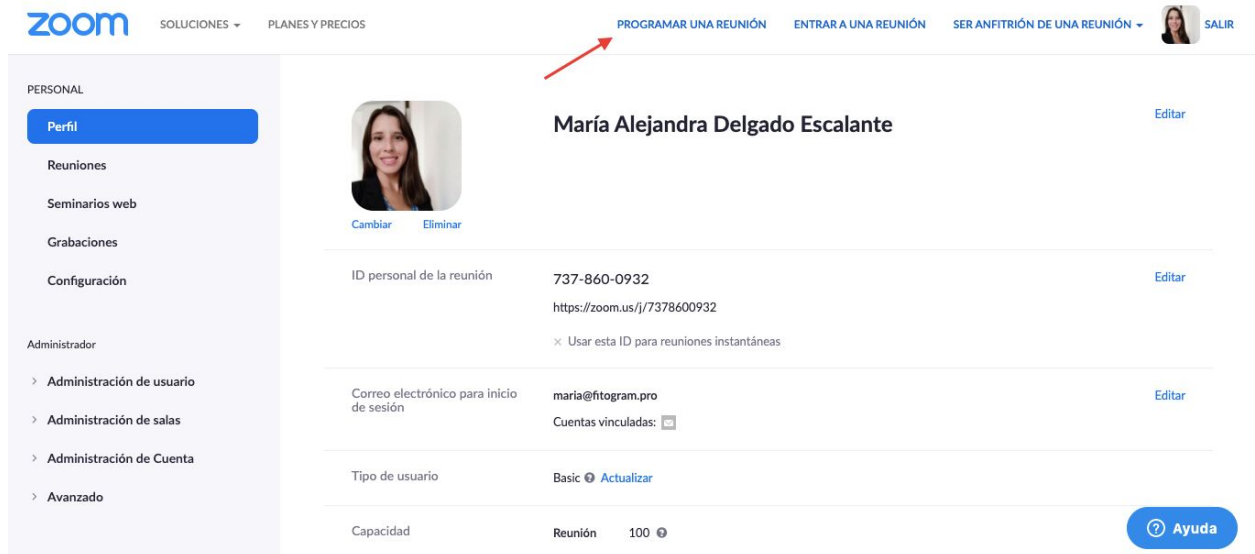 zoom
SOLUCIONES
PLANES Y PRECIOS
PROGRAMAR UNA REUNIÓN
ENTRAR A UNA REUNIÓN
SER ANFITRIÓN DE UNA REUNIÓN
SALIR
PERSONAL
Perfil
Reuniones
Seminarios web
Grabaciones
Configuración
Administrador
Administración de usuario
Administración de salas
Administración de Cuenta
Avanzado
María Alejandra Delgado Escalante
Editar
Cambiar
Eliminar
ID personal de la reunión
737-860-0932
Editar
https://zoom.us/j/7378600932
× Usar esta ID para reuniones instantáneas
Correo electrónico para inicio
de sesión
maria@fitogram.pro
Editar
Cuentas vinculadas:
Tipo de usuario
Basic
Actualizar
Capacidad
Reunión
100
Ayuda